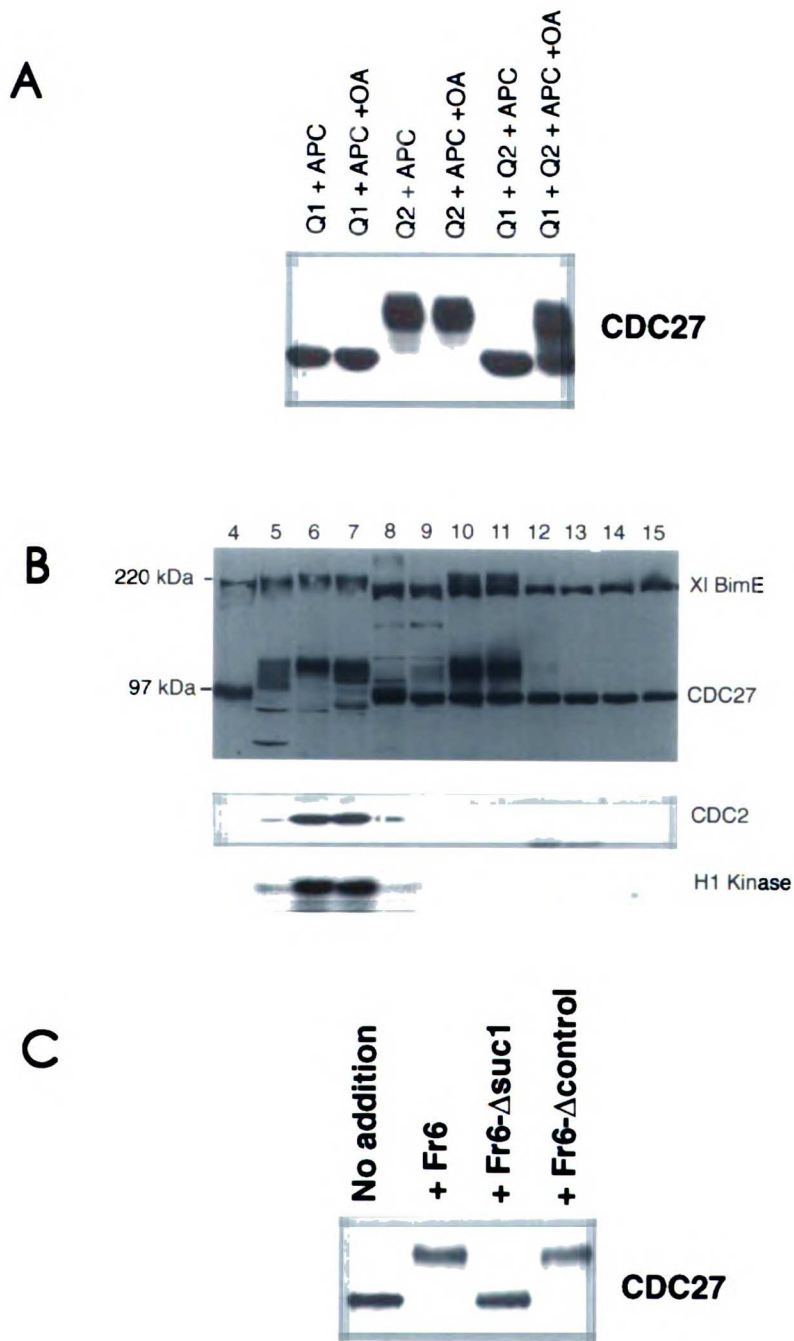 A
Q1 + APC
Q1 + APC +OA
Q2 + APC
Q2 + APC +OA
Q1 + Q2 + APC
Q1 + Q2 + APC +OA
CDC27
B
4 5 6 7 8 9 10 11 12 13 14 15
220 kDa
Xl BimE
97 kDa
CDC27
CDC2
H1 Kinase
C
No addition
+ Fr6
+ Fr6-Δsuc1
+ Fr6-Δcontrol
CDC27